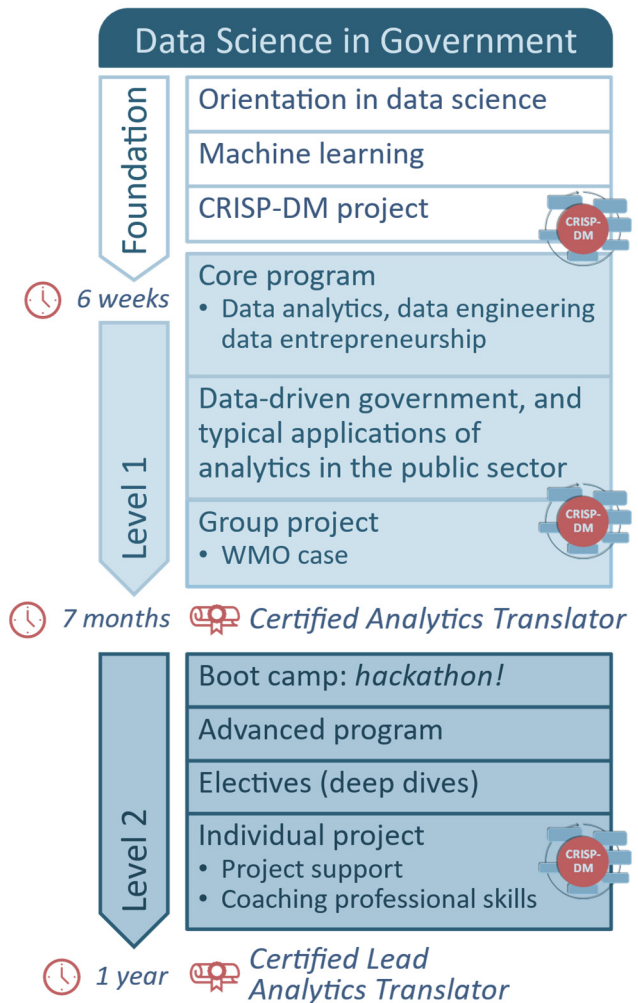 Data Science in Government
Foundation
Orientation in data science
Machine learning
CRISP-DM project
CRISP-
DM
6 weeks
Level 1
Core program
• Data analytics, data engineering
data entrepreneurship
Data-driven government, and
typical applications of
analytics in the public sector
Group project
• WMO case
CRISP-
DM
7 months
Certified Analytics Translator
Level 2
Boot camp: hackathon!
Advanced program
Electives (deep dives)
Individual project
• Project support
• Coaching professional skills
CRISP-
DM
1 year
Certified Lead
Analytics Translator